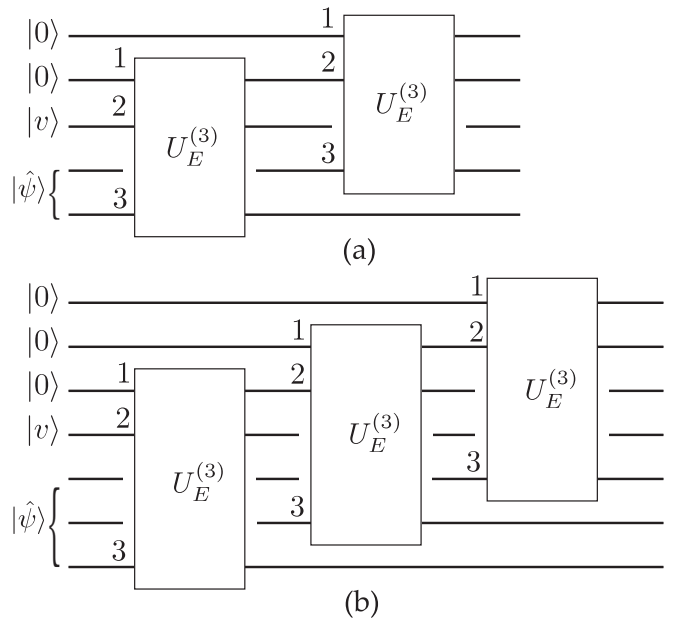 |0⟩ 1
|0⟩ 1 2
|v⟩ 2 U_E^{(3)} U_E^{(3)}
3
|ψ̂⟩{ 3
(a)
|0⟩ 1
|0⟩ 1 2
|0⟩ 1 2 U_E^{(3)}
|v⟩ 2 U_E^{(3)}
U_E^{(3)} 3
|ψ̂⟩{ 3
3
(b)